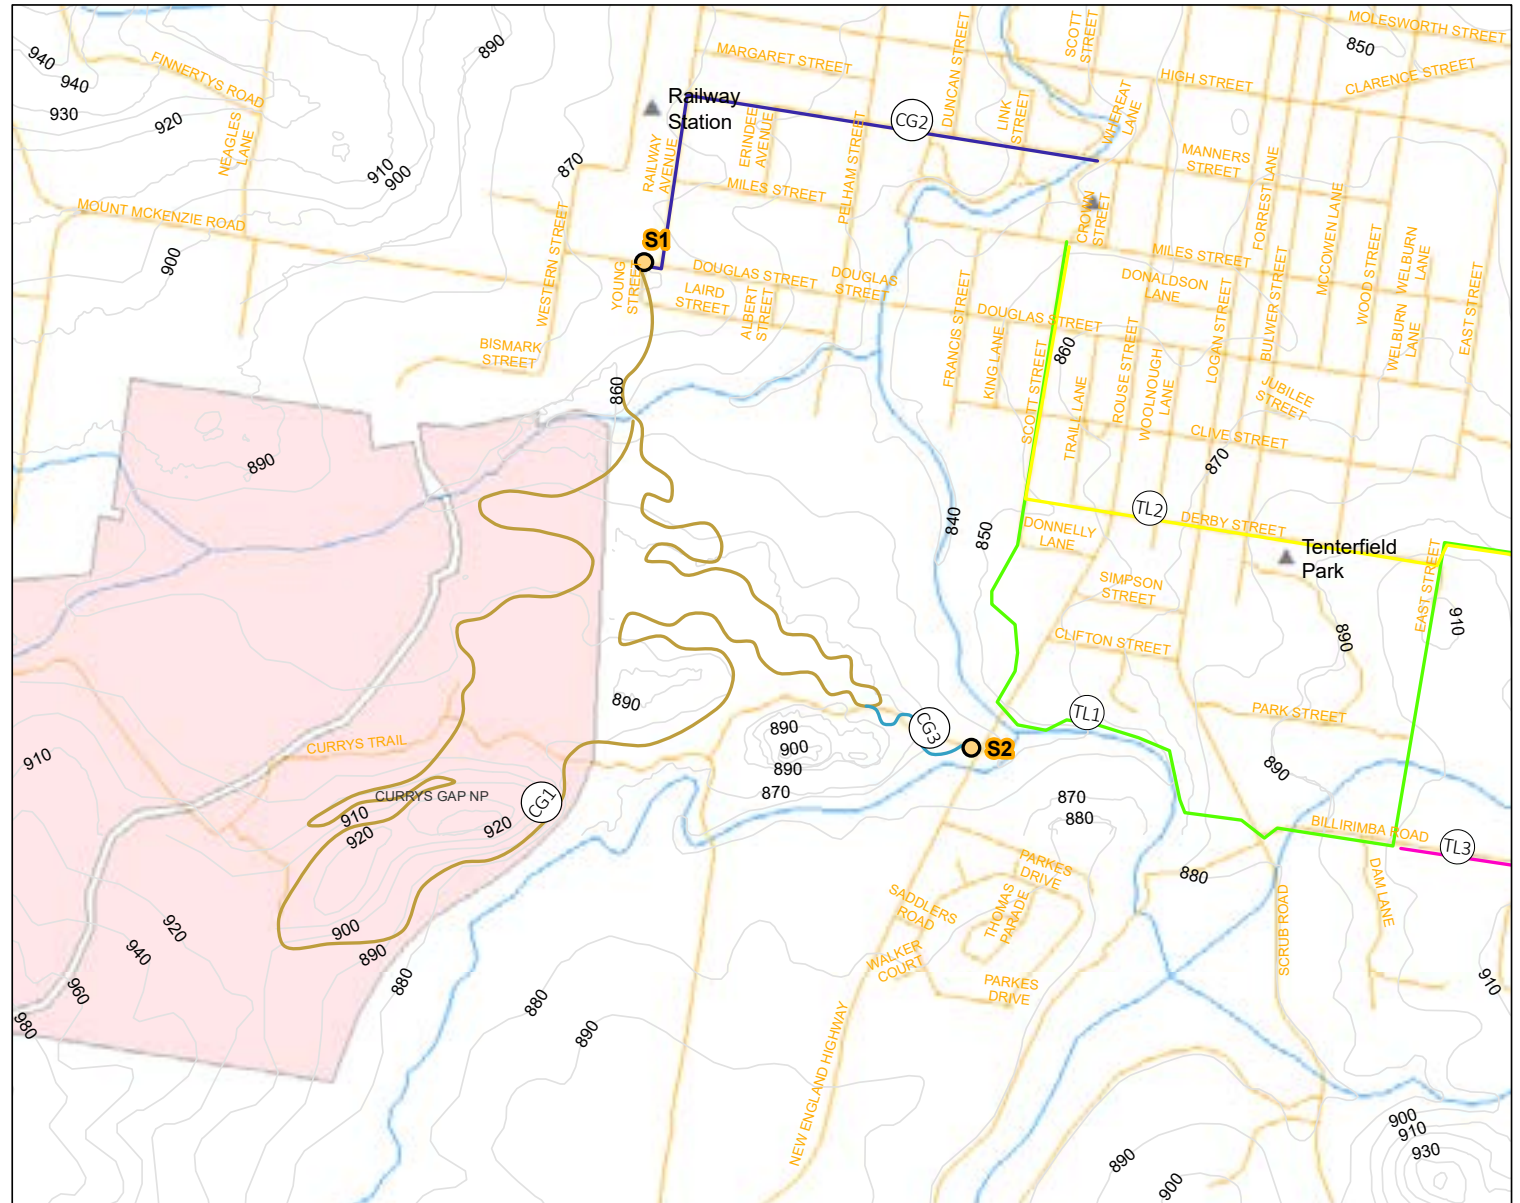 MOLESWORTH STREET
SCOTT
STREET
850
890
940
940
930
920
FINNERTYS ROAD
MARGARET STREET
DUNCAN STREET
HIGH STREET
CLARENCE STREET
Railway
Station
CG2
LINK
STREET
WHEREAT
LANE
NEAGLES
LANE
910
900
870
RAILWAY
AVENUE
ERINDEE
AVENUE
PELHAM STREET
MANNERS
STREET
FORREST LANE
MILES STREET
MCCOWEN LANE
MOUNT MCKENZIE ROAD
900
WESTERN STREET
S1
CROWN
STREET
MILES STREET
WOOD STREET
WELBURN
LANE
EAST STREET
YOUNG
STREET
DOUGLAS STREET
DOUGLAS
STREET
LAIRD
STREET
ALBERT
STREET
FRANCIS STREET
DONALDSON
LANE
LOGAN STREET
BULWER STREET
WELBURN
LANE
DOUGLAS STREET
KING LANE
860
ROUSE STREET
BISMARK
STREET
860
SCOTT STREET
TRAILL LANE
WOOLNOUGH
LANE
JUBILEE
STREET
CLIVE STREET
890
870
840
850
TL2
DERBY STREET
DONNELLY
LANE
Tenterfield
Park
EAST STREET
SIMPSON
STREET
910
890
CLIFTON STREET
890
CG3
S2
TL1
PARK STREET
CURRYS TRAIL
890
900
890
870
890
910
CURRYS GAP NP
CG1
910
920
920
870
880
BILLIRIMBA ROAD
TL3
PARKES
DRIVE
880
DAM LANE
SADDLERS
ROAD
THOMAS
PARADE
SCRUB ROAD
900
890
920
940
960
980
880
880
890
WALKER
COURT
PARKES
DRIVE
910
NEW ENGLAND HIGHWAY
900
910
930
890
900